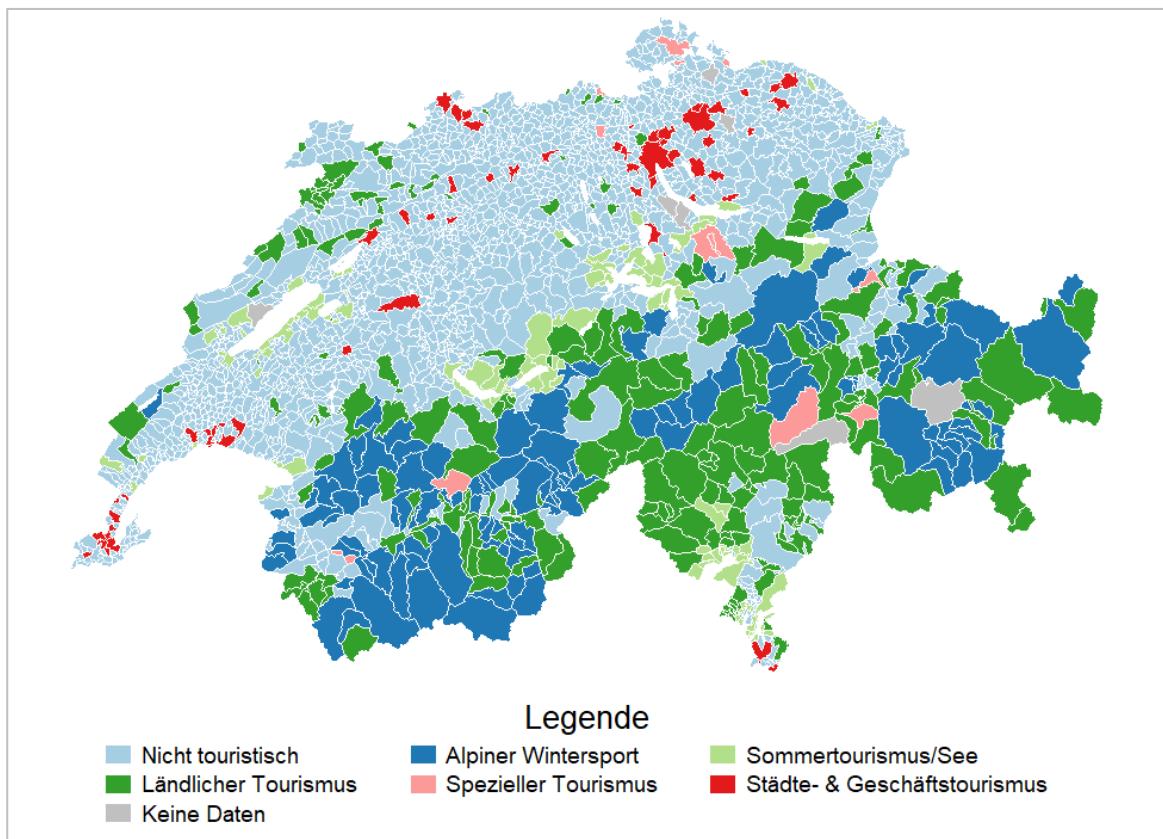 Legende
Nicht touristisch Alpiner Wintersport Sommertourismus/See
Ländlicher Tourismus Spezieller Tourismus Städte- & Geschäftstourismus
Keine Daten